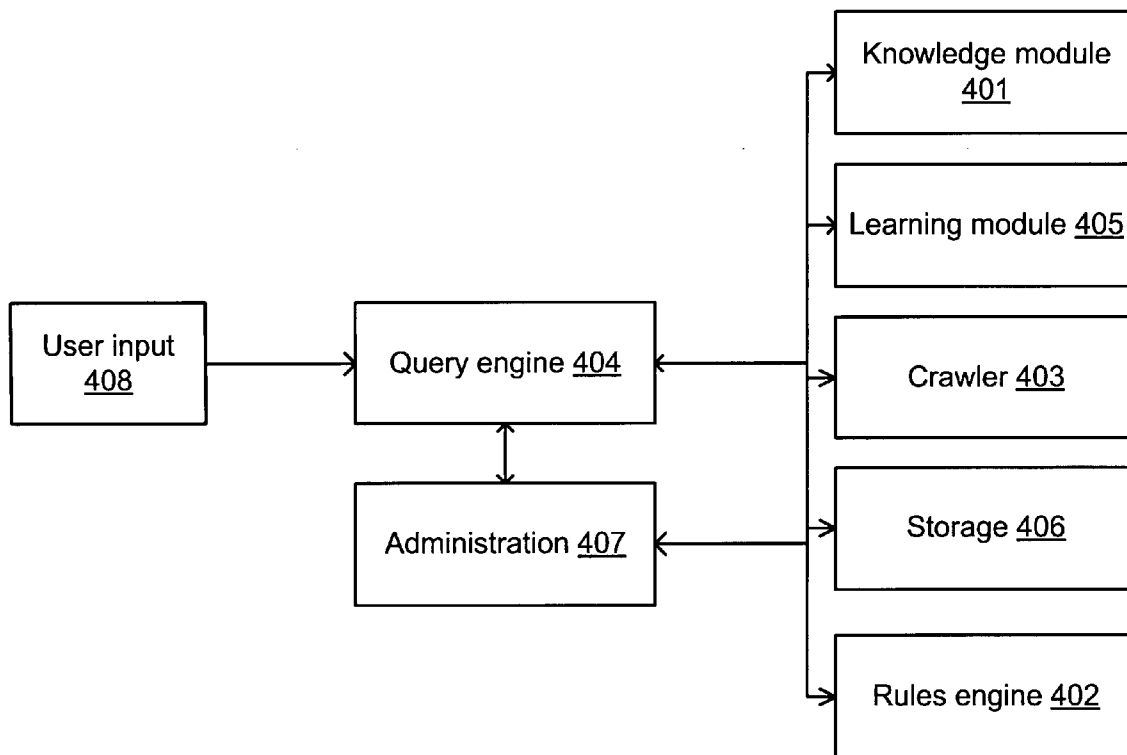 Knowledge module
401
Learning module 405
User input
408
Query engine 404
Crawler 403
Administration 407
Storage 406
Rules engine 402